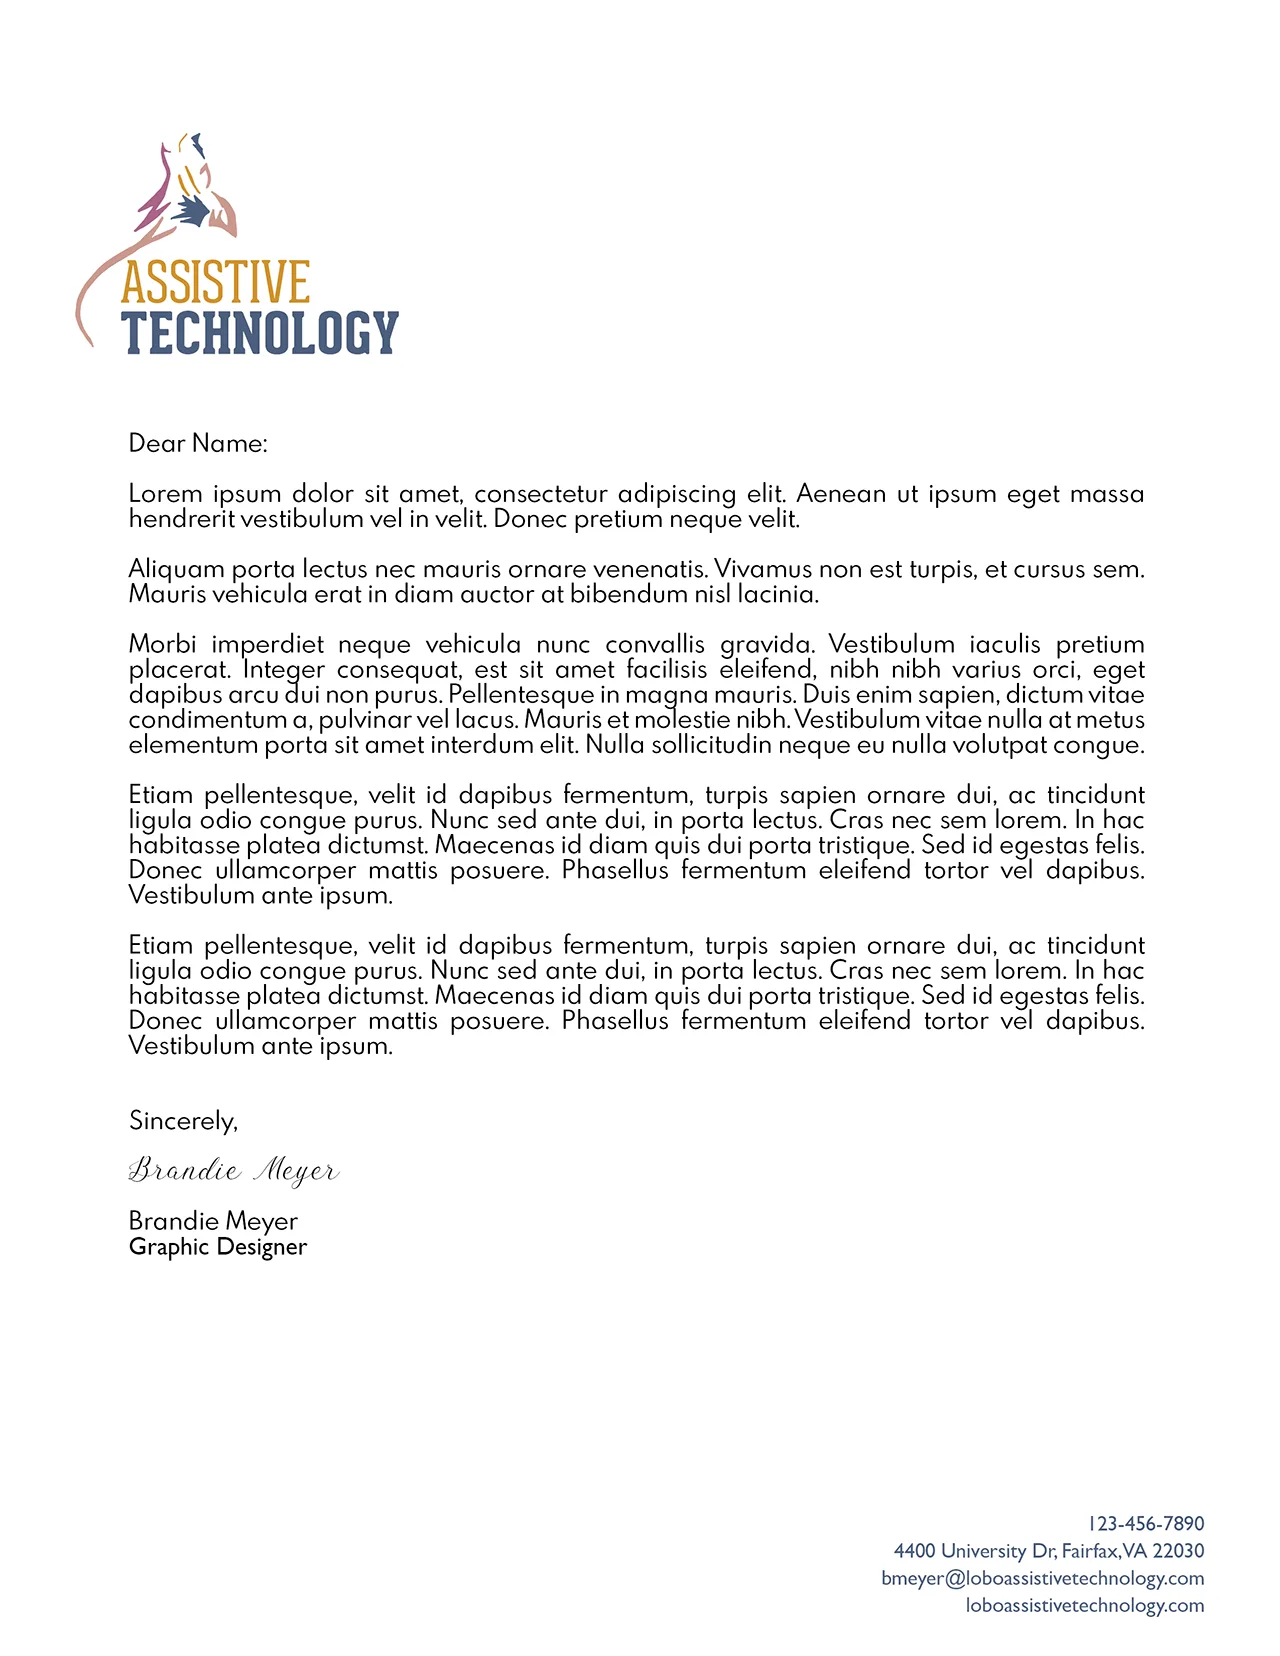 ASSISTIVE
TECHNOLOGY
Dear Name:
Lorem ipsum dolor sit amet, consectetur adipiscing elit. Aenean ut ipsum eget massa
hendrerit vestibulum vel in velit. Donec pretium neque velit.
Aliquam porta lectus nec mauris ornare venenatis. Vivamus non est turpis, et cursus sem.
Mauris vehicula erat in diam auctor at bibendum nisl lacinia.
Morbi imperdiet neque vehicula nunc convallis gravida. Vestibulum iaculis pretium
placerat. Integer consequat, est sit amet facilisis eleifend, nibh nibh varius orci, eget
dapibus arcu dui non purus. Pellentesque in magna mauris. Duis enim sapien, dictum vitae
condimentum a, pulvinar vel lacus. Mauris et molestie nibh. Vestibulum vitae nulla at metus
elementum porta sit amet interdum elit. Nulla sollicitudin neque eu nulla volutpat congue.
Etiam pellentesque, velit id dapibus fermentum, turpis sapien ornare dui, ac tincidunt
ligula odio congue purus. Nunc sed ante dui, in porta lectus. Cras nec sem lorem. In hac
habitasse platea dictumst. Maecenas id diam quis dui porta tristique. Sed id egestas felis.
Donec ullamcorper mattis posuere. Phasellus fermentum eleifend tortor vel dapibus.
Vestibulum ante ipsum.
Etiam pellentesque, velit id dapibus fermentum, turpis sapien ornare dui, ac tincidunt
ligula odio congue purus. Nunc sed ante dui, in porta lectus. Cras nec sem lorem. In hac
habitasse platea dictumst. Maecenas id diam quis dui porta tristique. Sed id egestas felis.
Donec ullamcorper mattis posuere. Phasellus fermentum eleifend tortor vel dapibus.
Vestibulum ante ipsum.
Sincerely,
Brandie Meyer
Brandie Meyer
Graphic Designer
123-456-7890
4400 University Dr, Fairfax, VA 22030
bmeyer@loboassistivetechnology.com
loboassistivetechnology.com